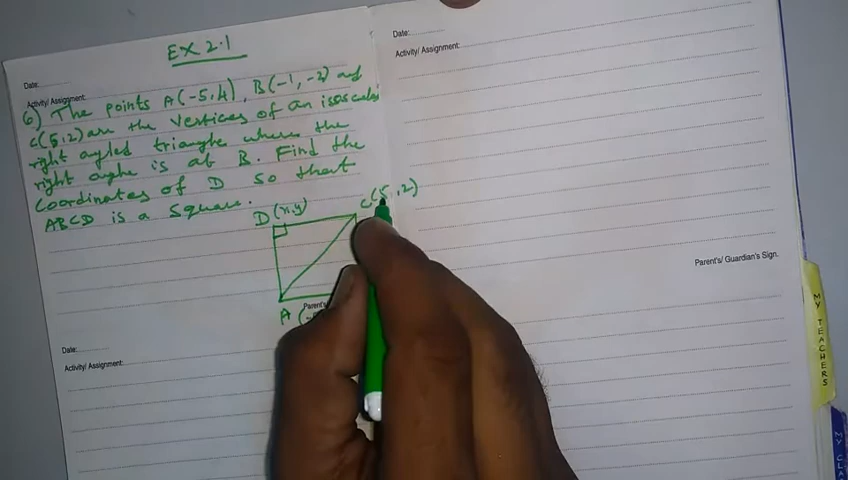 EX 2.1
Date:
Activity/ Assignment:
6) The points A(-5,4), B(-1,-2) and
C(5,2) are the vertices of an isosceles
right angled triangle where the
right angle is at B. Find the
coordinates of D so that
ABCD is a square.
D(x,y)
C(5,2)
A(-
Parent's
Date:
Activity/ Assignment:
Date:
Activity/ Assignment:
Parent's/ Guardian's Sign.
MY TEACHERS